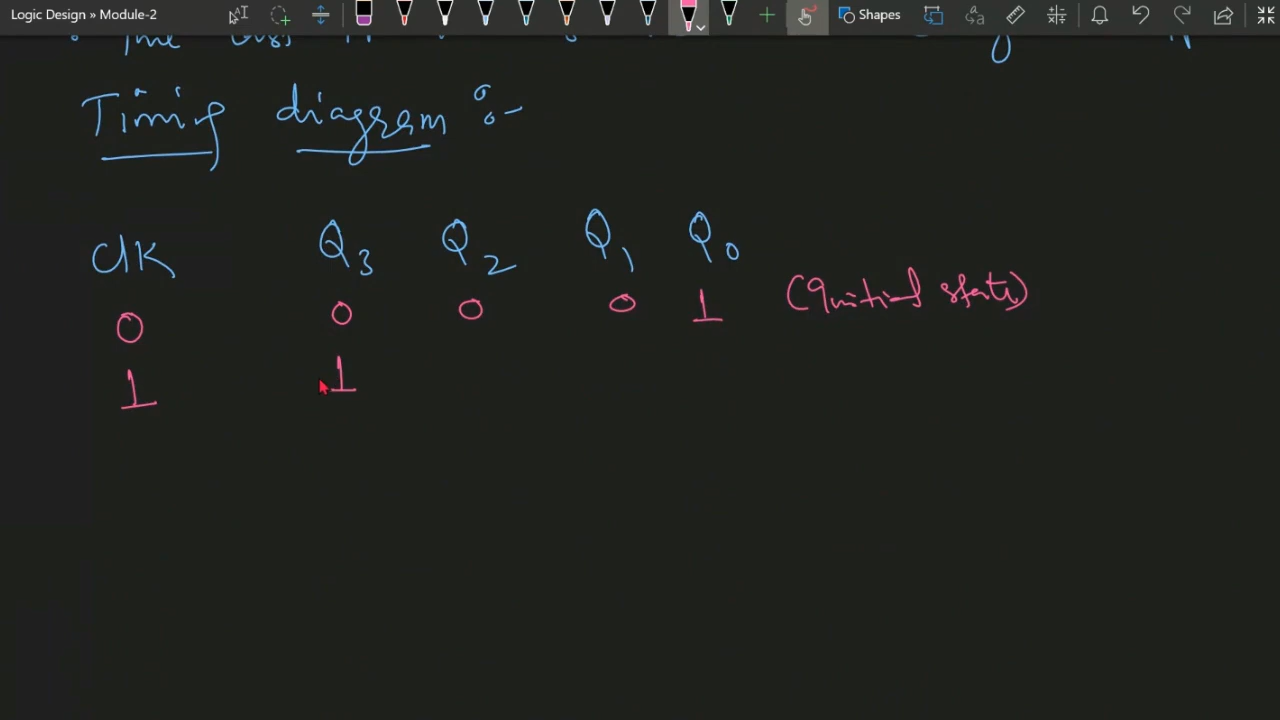 Logic Design » Module-2
Shapes
Timing diagram :-
clk Q3 Q2 Q1 Q0
0 0 0 0 1 (Initial state)
1 1